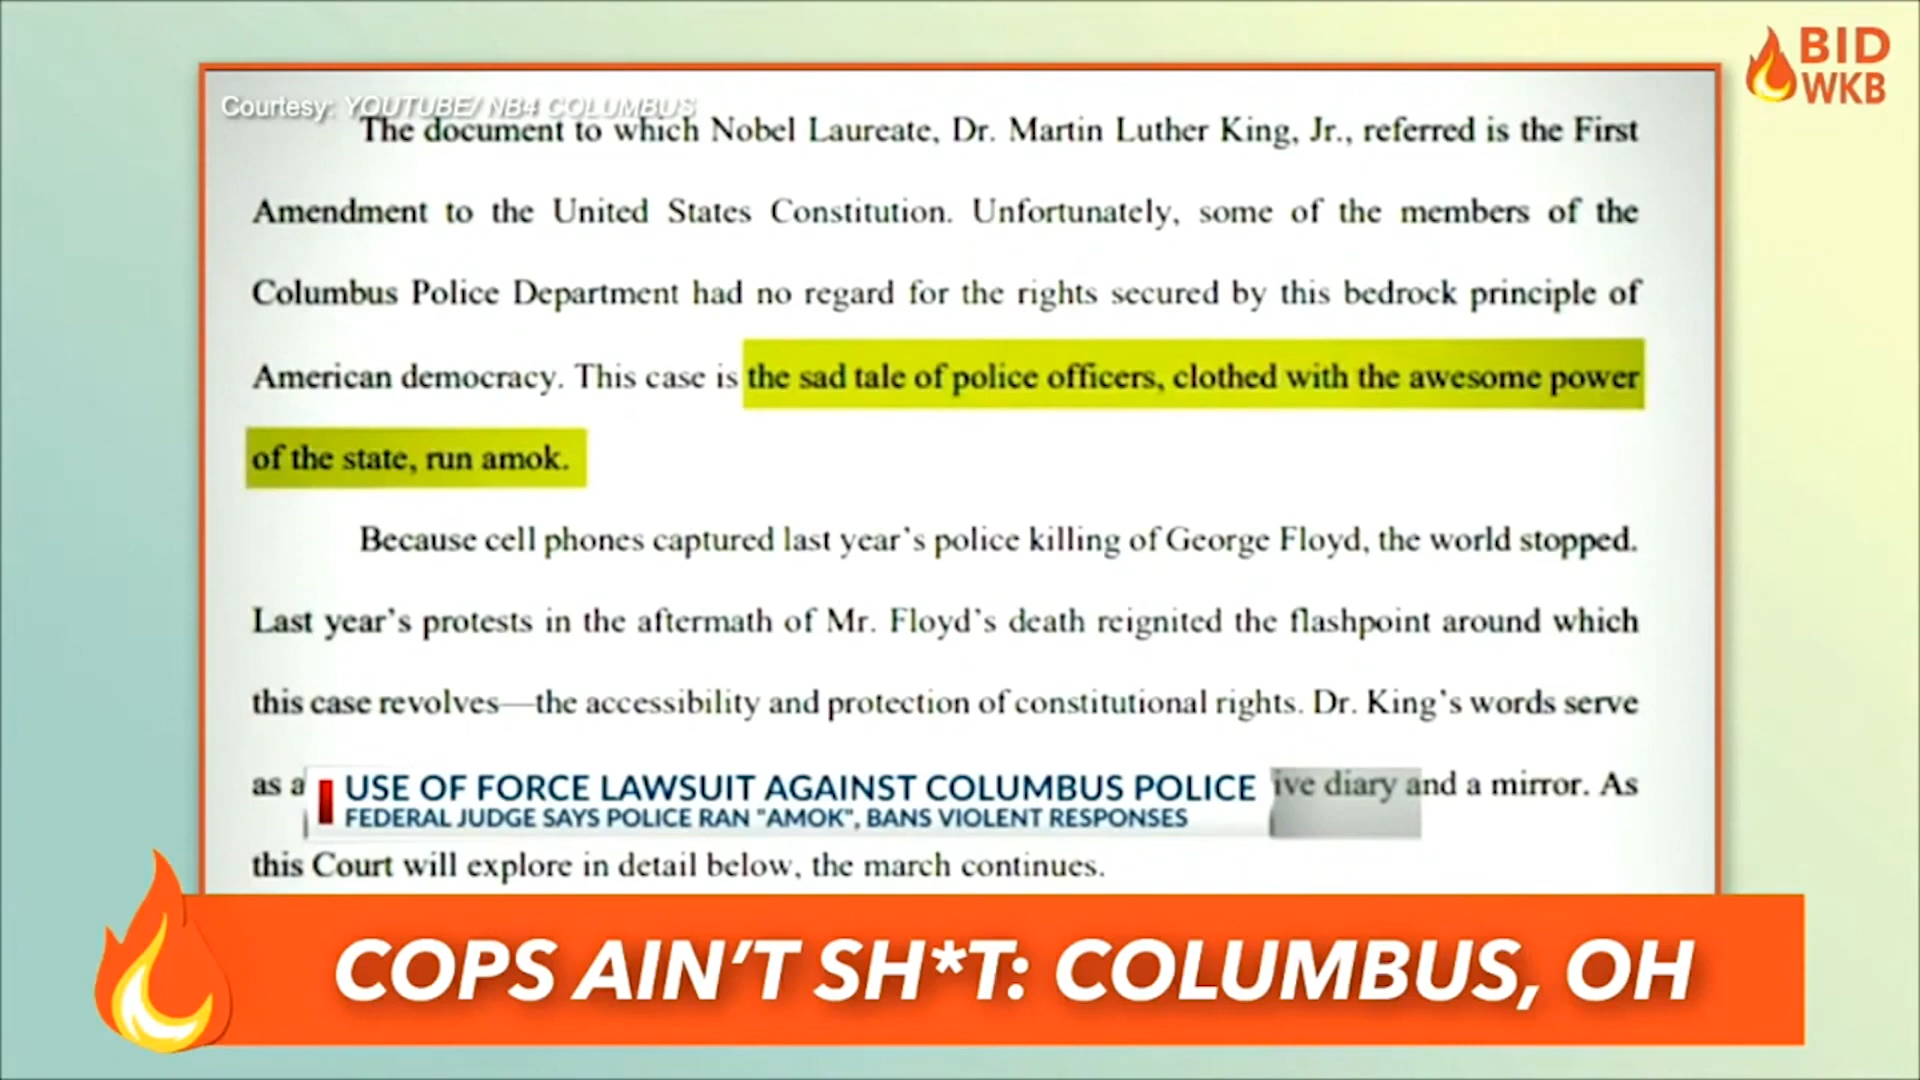 BID
WKB
Courtesy: YOUTUBE/ NB4 COLUMBUS
The document to which Nobel Laureate, Dr. Martin Luther King, Jr., referred is the First
Amendment to the United States Constitution. Unfortunately, some of the members of the
Columbus Police Department had no regard for the rights secured by this bedrock principle of
American democracy. This case is the sad tale of police officers, clothed with the awesome power
of the state, run amok.
Because cell phones captured last year's police killing of George Floyd, the world stopped.
Last year's protests in the aftermath of Mr. Floyd's death reignited the flashpoint around which
this case revolves—the accessibility and protection of constitutional rights. Dr. King's words serve
as a ive diary and a mirror. As
USE OF FORCE LAWSUIT AGAINST COLUMBUS POLICE
FEDERAL JUDGE SAYS POLICE RAN "AMOK", BANS VIOLENT RESPONSES
this Court will explore in detail below, the march continues.
COPS AIN'T SH*T: COLUMBUS, OH